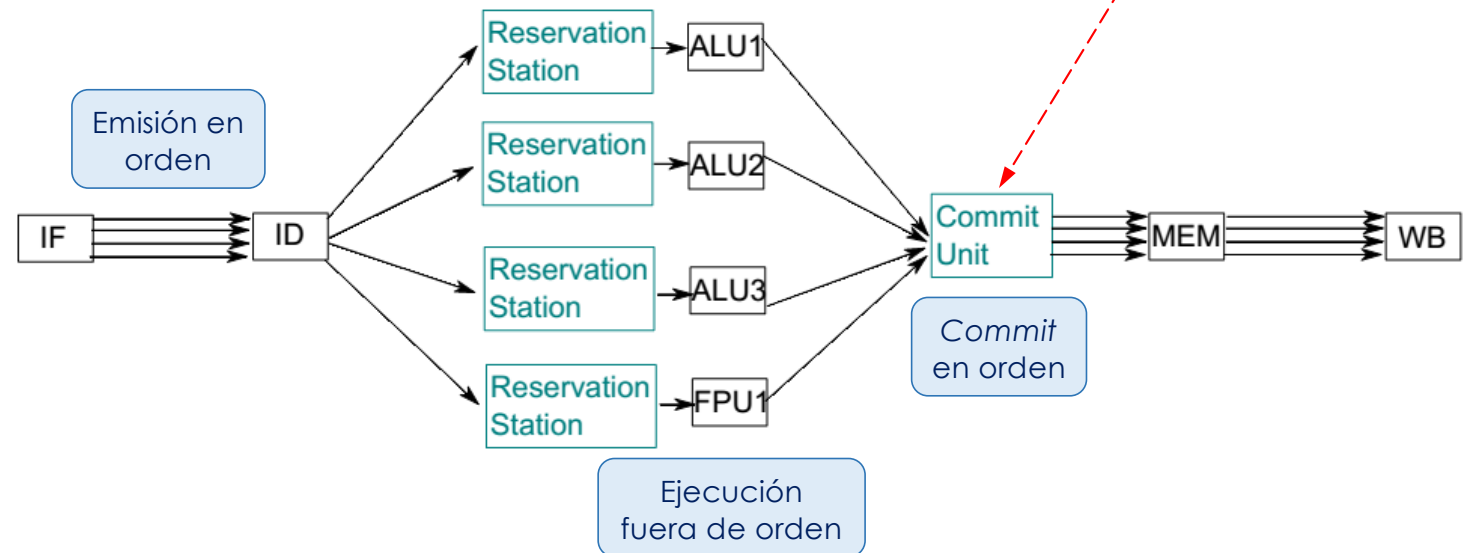 Reservation
Station
ALU1
Emisión en
orden
Reservation
Station
ALU2
IF
ID
Commit
Unit
MEM
WB
Reservation
Station
ALU3
Commit
en orden
Reservation
Station
FPU1
Ejecución
fuera de orden